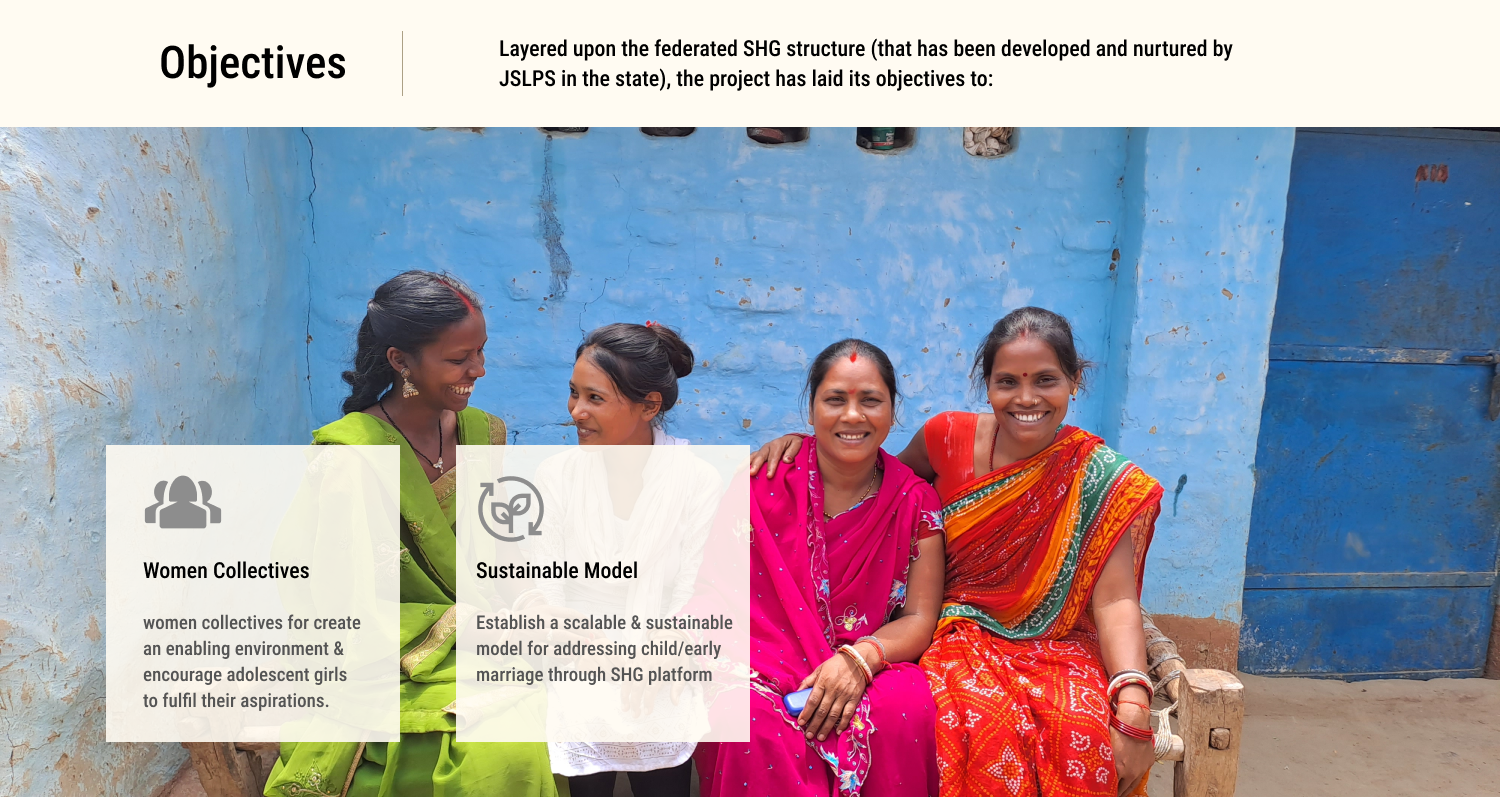 Objectives
Layered upon the federated SHG structure (that has been developed and nurtured by
JSLPS in the state), the project has laid its objectives to:
Women Collectives
women collectives for create
an enabling environment &
encourage adolescent girls
to fulfil their aspirations.
Sustainable Model
Establish a scalable & sustainable
model for addressing child/early
marriage through SHG platform